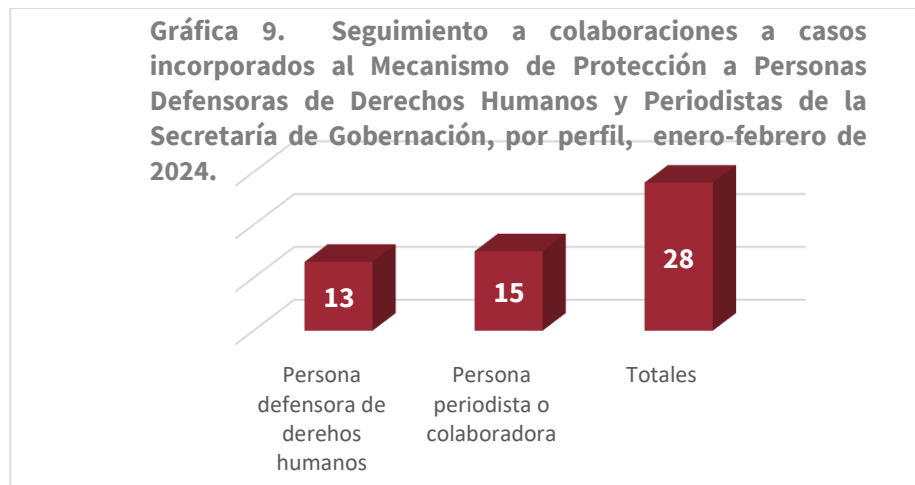 Gráfica 9. Seguimiento a colaboraciones a casos
incorporados al Mecanismo de Protección a Personas
Defensoras de Derechos Humanos y Periodistas de la
Secretaría de Gobernación, por perfil, enero-febrero de
2024.
13
15
28
Persona
defensora de
derehos
humanos
Persona
periodista o
colaboradora
Totales